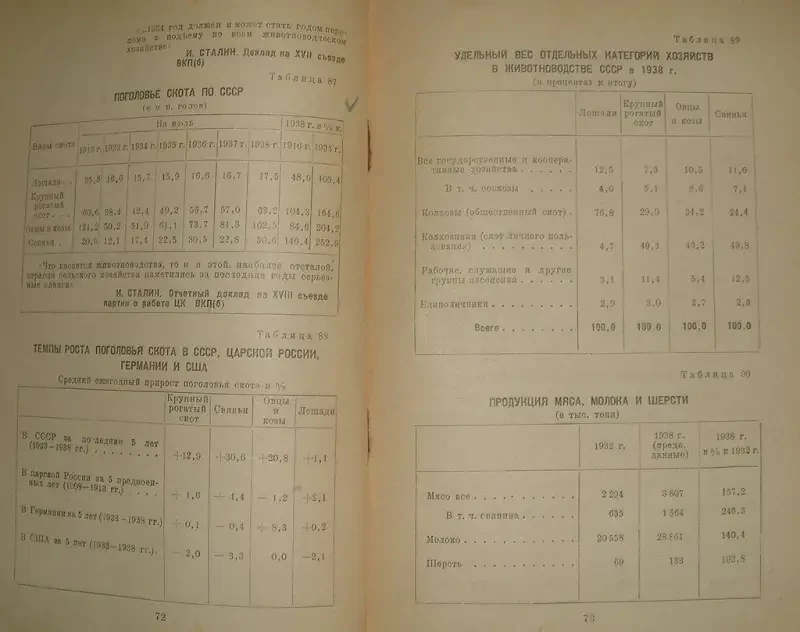 „..1934 год должен и может стать годом пере-
лома к подъему во всем животноводческом
хозяйстве“
И. СТАЛИН. Доклад на XVII съезде
ВКП(б)
Таблица 87
ПОГОЛОВЬЕ СКОТА ПО СССР
(в млн. голов)
На июль 1938 г. в % к
Виды скота 1916 г. 1933 г. 1934 г. 1935 г. 1936 г. 1937 г. 1938 г. 1916 г. 1933 г.
Лошади 35,8 16,6 15,7 15,9 16,6 16,7 17,5 48,9 105,4
Крупный
рогатый
скот 60,6 38,4 42,4 49,2 56,7 57,0 63,2 104,3 164,6
Овцы и козы 121,2 50,2 51,9 61,1 73,7 81,3 102,5 84,6 204,2
Свиньи 20,9 12,1 17,4 22,5 30,5 22,8 30,6 146,4 252,9
„Что касается животноводства, то и в этой, наиболее отсталой,
отрасли сельского хозяйства наметились за последние годы серьез-
ные сдвиги“
И. СТАЛИН. Отчетный доклад на XVIII съезде
партии о работе ЦК ВКП(б)
Таблица 88
ТЕМПЫ РОСТА ПОГОЛОВЬЯ СКОТА В СССР, ЦАРСКОЙ РОССИИ,
ГЕРМАНИИ И США
Средний ежегодный прирост поголовья скота в %
Крупный
рогатый
скот Свиньи Овцы
и
козы Лошади
В СССР за последние 5 лет
(1933—1938 гг.) +12,9 +30,6 +20,8 +1,1
В царской России за 5 предвоен-
ных лет +1,6 +4,4 —1,2 +2,1
В Германии за 5 лет (1933—1938 гг.) +0,1 —0,4 +8,3 +0,2
В США за 5 лет (1933—1938 гг.) —2,0 —3,3 0,0 —2,1
72
Таблица 89
УДЕЛЬНЫЙ ВЕС ОТДЕЛЬНЫХ КАТЕГОРИЙ ХОЗЯЙСТВ
В ЖИВОТНОВОДСТВЕ СССР в 1938 г.
(в процентах к итогу)
Лошади Крупный
рогатый
скот Овцы
и козы Свиньи
Все государственные и коопера-
тивные хозяйства 12,5 7,3 10,5 11,0
В т. ч. совхозы 4,0 5,1 8,6 7,1
Колхозы (общественный скот) 76,8 29,0 34,2 24,4
Колхозники (скот личного поль-
зования) 4,7 49,3 49,8
Рабочие, служащие и другие
группы населения 3,1 11,4 5,4 12,5
Единоличники 2,9 3,0 2,7 2,3
Всего 100,0 100,0 100,0 100,0
Таблица 90
ПРОДУКЦИЯ МЯСА, МОЛОКА И ШЕРСТИ
(в тыс. тонн)
1932 г. 1938 г.
(предв.
данные) 1938 г.
в % к 1932 г.
Мясо все 2 294 3 607 157,2
В т. ч. свинина 635 1 564 246,3
Молоко 20 558 28 861 140,4
Шерсть 69 133 192,8